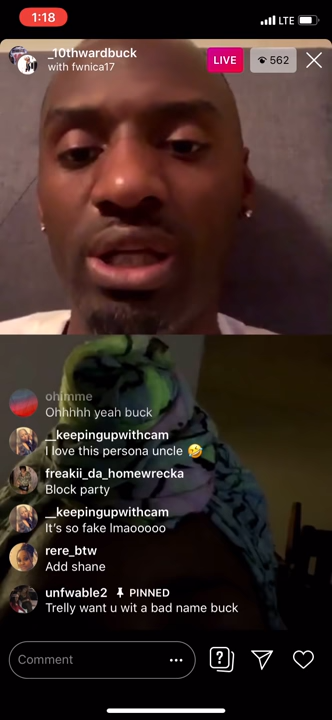 1:18
LTE
_10thwardbuck
with fwnica17
LIVE
562
ohimme
Ohhhhh yeah buck
__keepingupwithcam
I love this persona uncle 🤣
freakii_da_homewrecka
Block party
__keepingupwithcam
It's so fake lmaooooo
rere_btw
Add shane
unfwable2 PINNED
Trelly want u wit a bad name buck
Comment